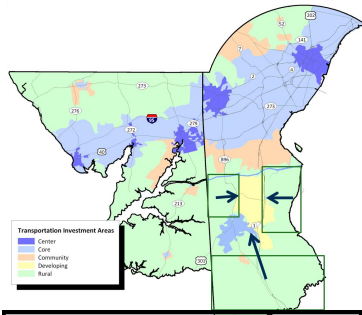 202
52
141
7
2
4
273
273
276
95
279
272
40
896
213
1
301
Transportation Investment Areas
Center
Core
Community
Developing
Rural